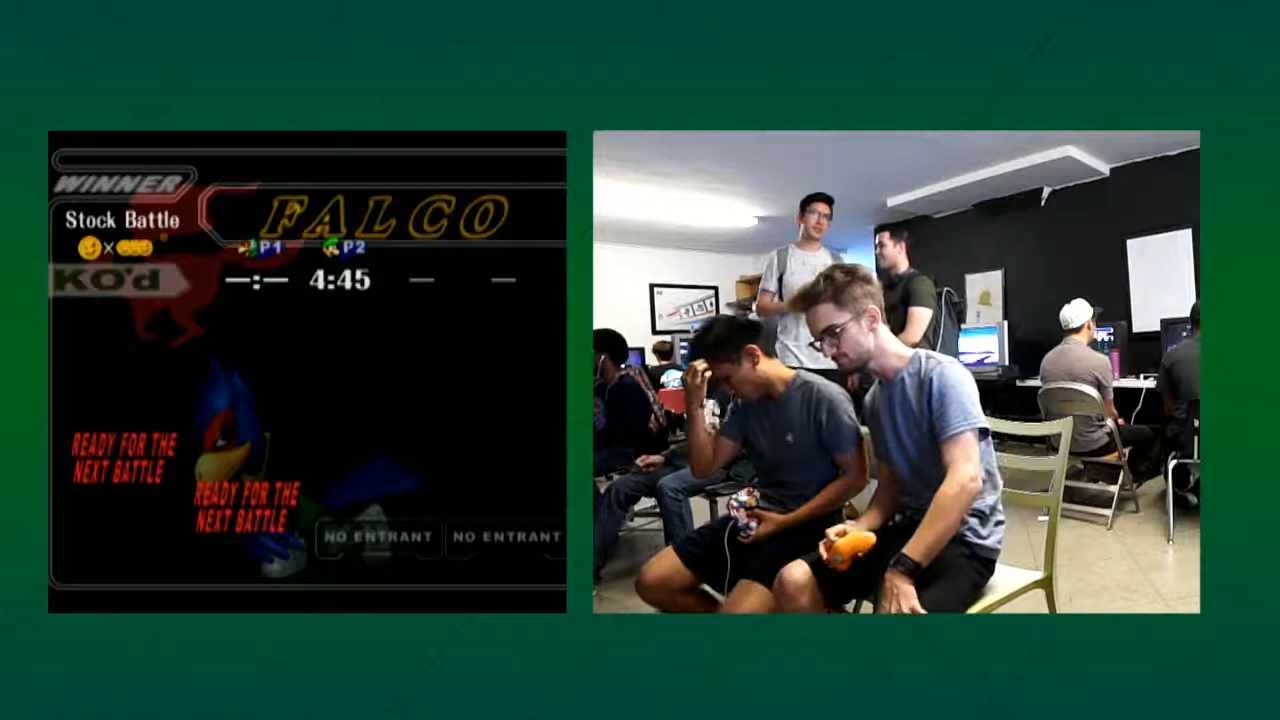 WINNER
FALCO
Stock Battle
×
P1 P2
KO'd
–:– 4:45 – –
READY FOR THE
NEXT BATTLE
READY FOR THE
NEXT BATTLE
NO ENTRANT NO ENTRANT